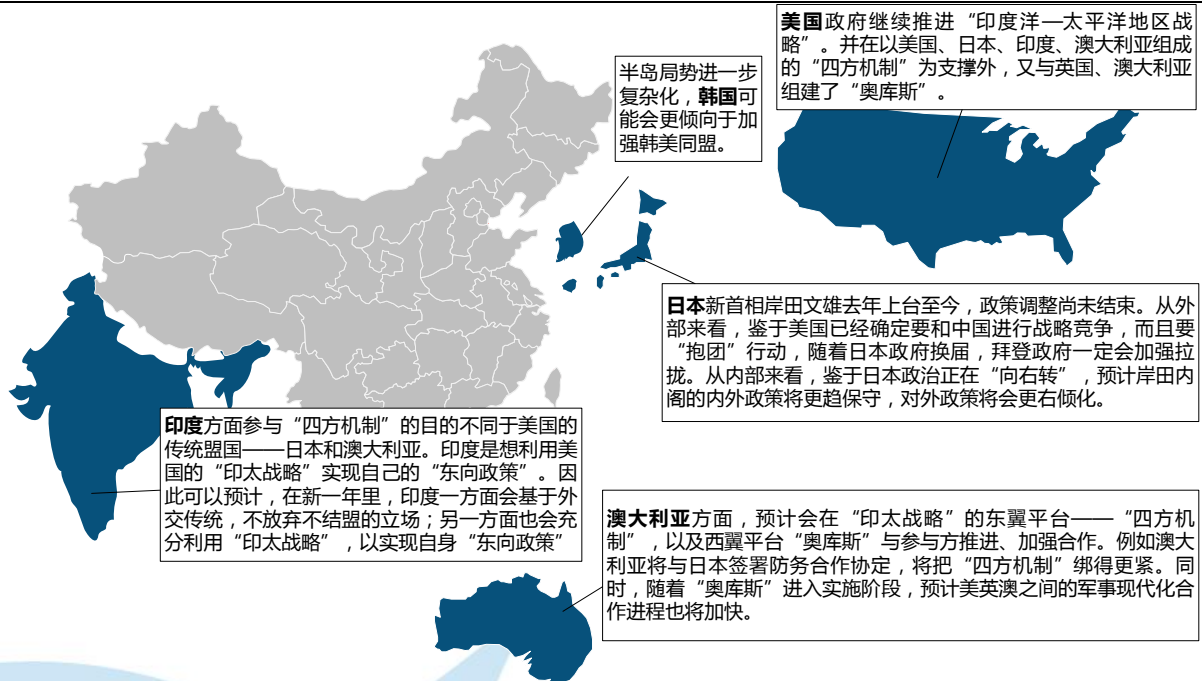 美国政府继续推进“印度洋—太平洋地区战
略”。并在以美国、日本、印度、澳大利亚组成
的“四方机制”为支撑外，又与英国、澳大利亚
组建了“奥库斯”。
半岛局势进一步
复杂化，韩国可
能会更倾向于加
强韩美同盟。
日本新首相岸田文雄去年上台至今，政策调整尚未结束。从外
部来看，鉴于美国已经确定要和中国进行战略竞争，而且要
“抱团”行动，随着日本政府换届，拜登政府一定会加强拉
拢。从内部来看，鉴于日本政治正在“向右转”，预计岸田内
阁的内外政策将更趋保守，对外政策将会更右倾化。
印度方面参与“四方机制”的目的不同于美国的
传统盟国——日本和澳大利亚。印度是想利用美
国的“印太战略”实现自己的“东向政策”。因
此可以预计，在新一年里，印度一方面会基于外
交传统，不放弃不结盟的立场；另一方面也会充
分利用“印太战略”，以实现自身“东向政策”
澳大利亚方面，预计会在“印太战略”的东翼平台——“四方机
制”，以及西翼平台“奥库斯”与参与方推进、加强合作。例如澳大
利亚将与日本签署防务合作协定，将把“四方机制”绑得更紧。同
时，随着“奥库斯”进入实施阶段，预计美英澳之间的军事现代化合
作进程也将加快。